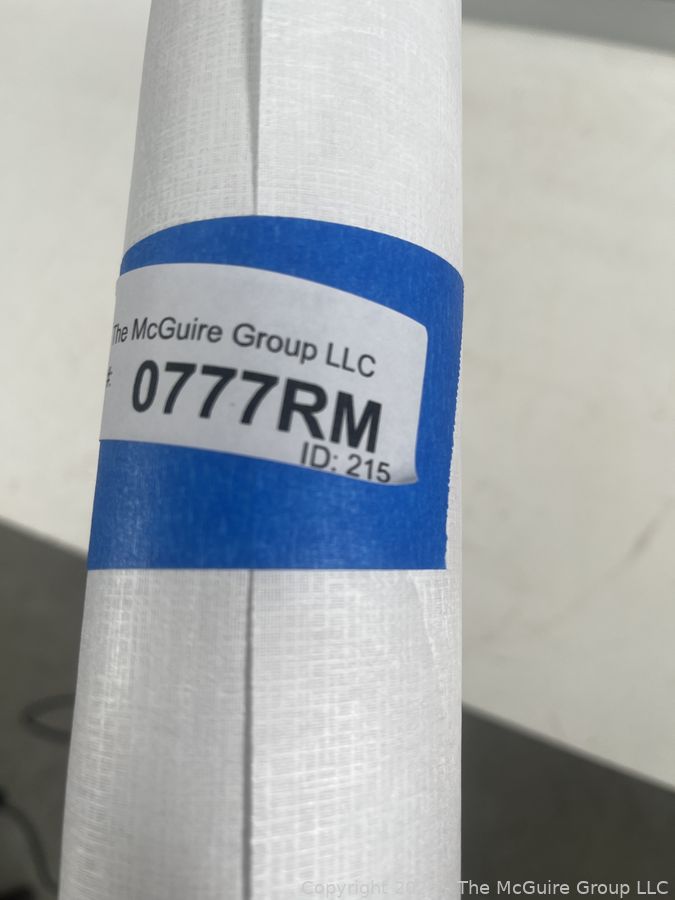 The McGuire Group LLC
#: 0777RM
ID: 215
Copyright The McGuire Group LLC